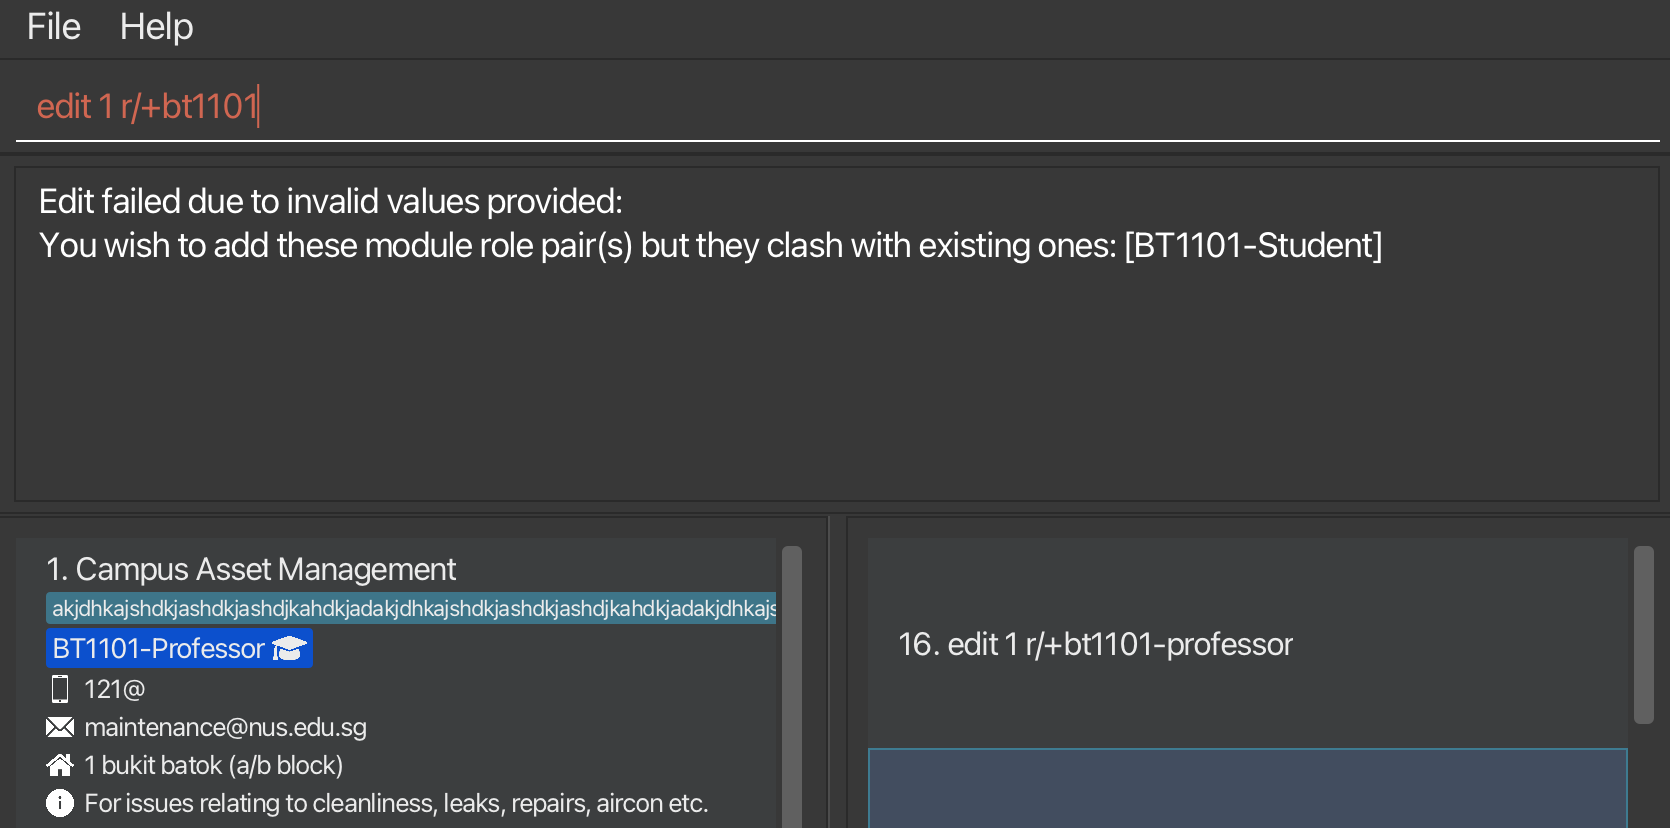 File Help
edit 1 r/+bt1101
Edit failed due to invalid values provided:
You wish to add these module role pair(s) but they clash with existing ones: [BT1101-Student]
1. Campus Asset Management
akjdhkajshdkjashdkjashdjkahdkjadakjdhkajshdkjashdkjashdjkahdkjadakjdhkajs
BT1101-Professor
121@
maintenance@nus.edu.sg
1 bukit batok (a/b block)
For issues relating to cleanliness, leaks, repairs, aircon etc.
16. edit 1 r/+bt1101-professor